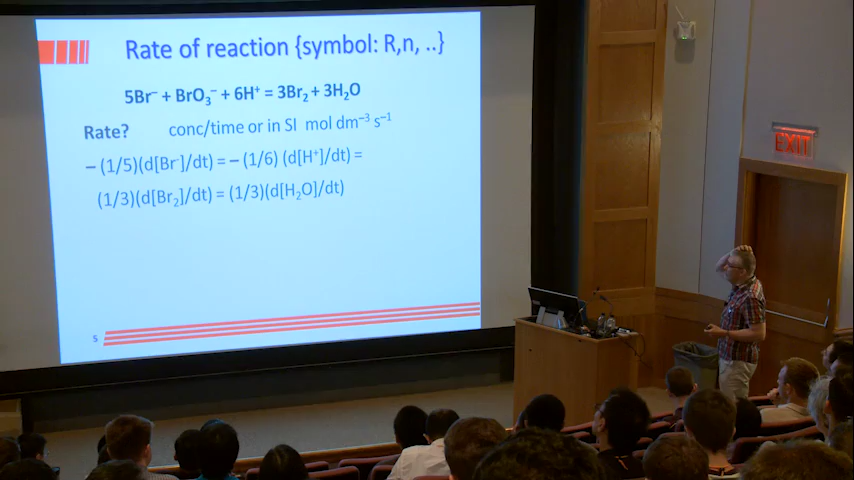 Rate of reaction {symbol: R,n, ..}
5Br⁻ + BrO₃⁻ + 6H⁺ = 3Br₂ + 3H₂O
Rate? conc/time or in SI mol dm⁻³ s⁻¹
– (1/5)(d[Br⁻]/dt) = – (1/6) (d[H⁺]/dt) =
(1/3)(d[Br₂]/dt) = (1/3)(d[H₂O]/dt)
5
EXIT